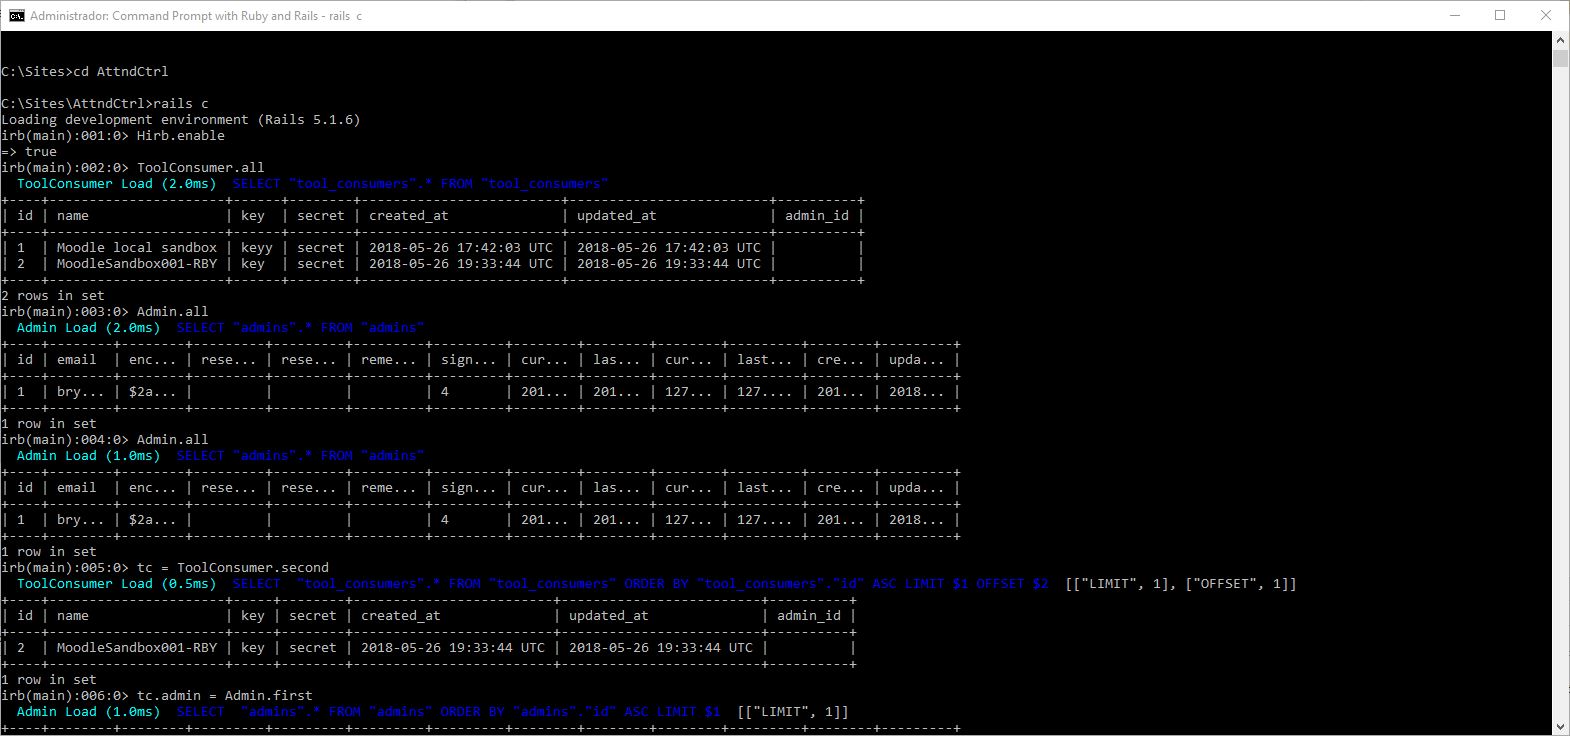 Administrador: Command Prompt with Ruby and Rails - rails  c
C:\Sites>cd AttndCtrl
C:\Sites\AttndCtrl>rails c
Loading development environment (Rails 5.1.6)
irb(main):001:0> Hirb.enable
=> true
irb(main):002:0> ToolConsumer.all
  ToolConsumer Load (2.0ms)  SELECT "tool_consumers".* FROM "tool_consumers"
+----+----------------------+------+--------+-------------------------+-------------------------+----------+
| id | name                 | key  | secret | created_at              | updated_at              | admin_id |
+----+----------------------+------+--------+-------------------------+-------------------------+----------+
| 1  | Moodle local sandbox | keyy | secret | 2018-05-26 17:42:03 UTC | 2018-05-26 17:42:03 UTC |          |
| 2  | MoodleSandbox001-RBY | key  | secret | 2018-05-26 19:33:44 UTC | 2018-05-26 19:33:44 UTC |          |
+----+----------------------+------+--------+-------------------------+-------------------------+----------+
2 rows in set
irb(main):003:0> Admin.all
  Admin Load (2.0ms)  SELECT "admins".* FROM "admins"
+----+--------+--------+---------+---------+---------+---------+--------+--------+--------+---------+--------+---------+
| id | email  | enc... | rese... | rese... | reme... | sign... | cur... | las... | cur... | last... | cre... | upda... |
+----+--------+--------+---------+---------+---------+---------+--------+--------+--------+---------+--------+---------+
| 1  | bry... | $2a... |         |         |         | 4       | 201... | 201... | 127... | 127.... | 201... | 2018... |
+----+--------+--------+---------+---------+---------+---------+--------+--------+--------+---------+--------+---------+
1 row in set
irb(main):004:0> Admin.all
  Admin Load (1.0ms)  SELECT "admins".* FROM "admins"
+----+--------+--------+---------+---------+---------+---------+--------+--------+--------+---------+--------+---------+
| id | email  | enc... | rese... | rese... | reme... | sign... | cur... | las... | cur... | last... | cre... | upda... |
+----+--------+--------+---------+---------+---------+---------+--------+--------+--------+---------+--------+---------+
| 1  | bry... | $2a... |         |         |         | 4       | 201... | 201... | 127... | 127.... | 201... | 2018... |
+----+--------+--------+---------+---------+---------+---------+--------+--------+--------+---------+--------+---------+
1 row in set
irb(main):005:0> tc = ToolConsumer.second
  ToolConsumer Load (0.5ms)  SELECT  "tool_consumers".* FROM "tool_consumers" ORDER BY "tool_consumers"."id" ASC LIMIT $1 OFFSET $2  [["LIMIT", 1], ["OFFSET", 1]]
+----+----------------------+-----+--------+-------------------------+-------------------------+----------+
| id | name                 | key | secret | created_at              | updated_at              | admin_id |
+----+----------------------+-----+--------+-------------------------+-------------------------+----------+
| 2  | MoodleSandbox001-RBY | key | secret | 2018-05-26 19:33:44 UTC | 2018-05-26 19:33:44 UTC |          |
+----+----------------------+-----+--------+-------------------------+-------------------------+----------+
1 row in set
irb(main):006:0> tc.admin = Admin.first
  Admin Load (1.0ms)  SELECT  "admins".* FROM "admins" ORDER BY "admins"."id" ASC LIMIT $1  [["LIMIT", 1]]
+----+--------+--------+---------+---------+---------+---------+--------+--------+--------+---------+--------+---------+